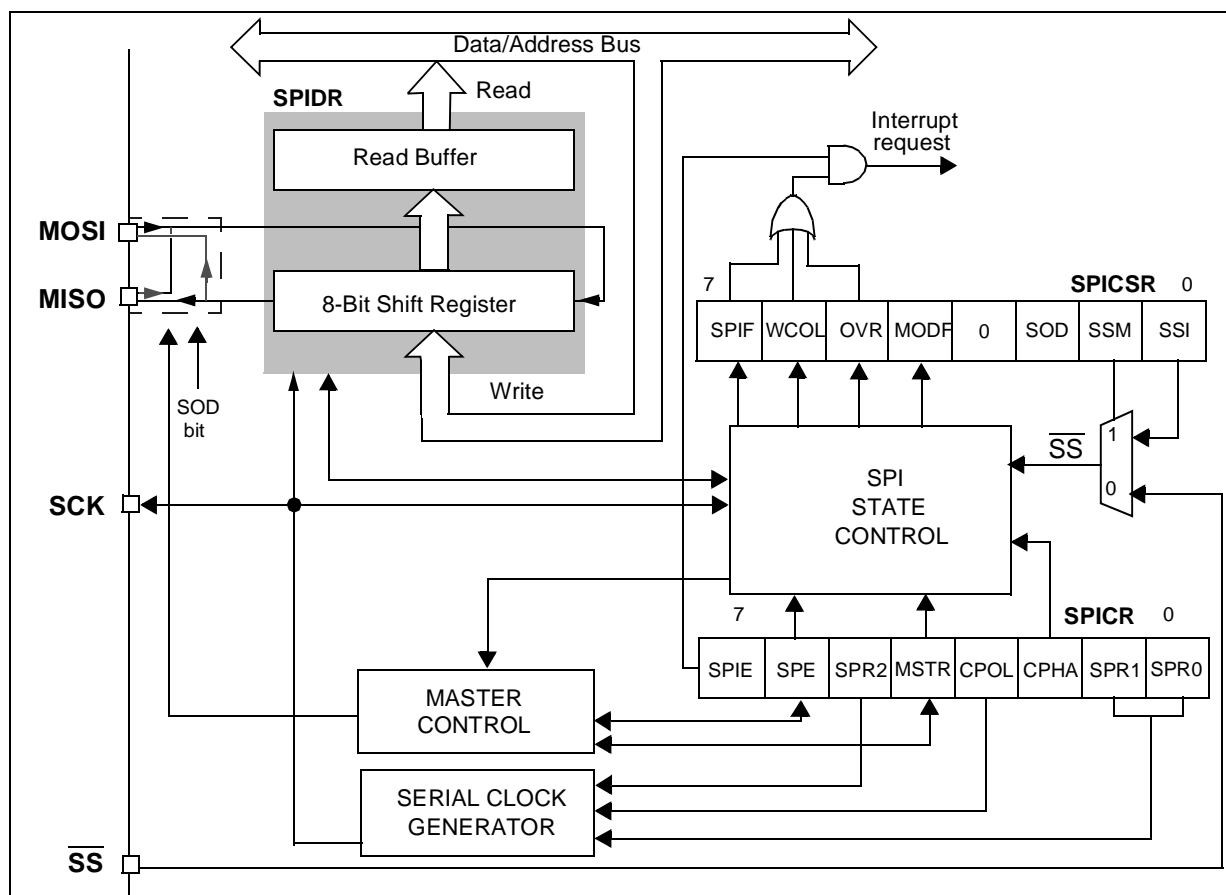 Data/Address Bus
Read
SPIDR
Read Buffer
Interrupt
request
MOSI
MISO
8-Bit Shift Register
7
SPICSR
0
SPIF
WCOL
OVR
MODF
0
SOD
SSM
SSI
Write
SOD
bit
1
SS
0
SCK
SPI
STATE
CONTROL
7
SPICR
0
SPIE
SPE
SPR2
MSTR
CPOL
CPHA
SPR1
SPR0
MASTER
CONTROL
SERIAL CLOCK
GENERATOR
SS